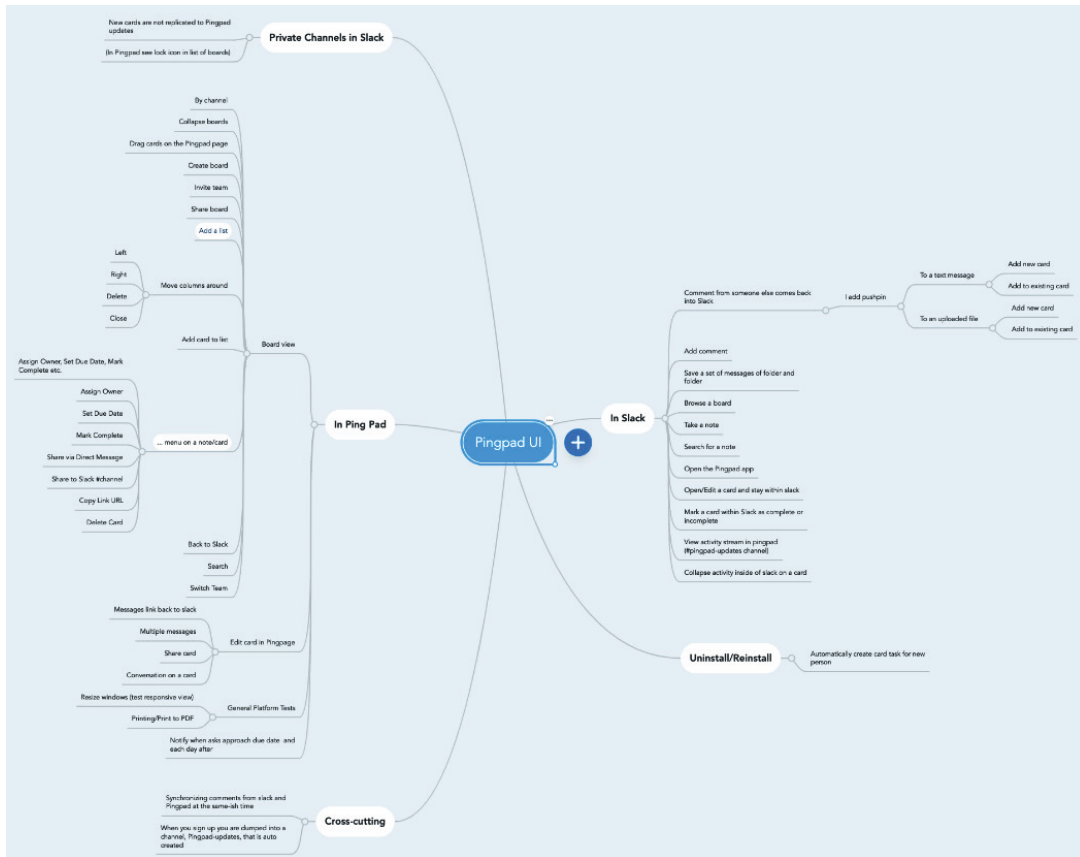 New cards are not replicated to Pingpad
updates
(In Pingpad see lock icon in list of boards)
Private Channels in Slack
By channel
Collapse boards
Drag cards on the Pingpad page
Create board
Invite team
Share board
Add a list
Left
Right
Delete
Close
Move columns around
Add card to list
Board view
Assign Owner, Set Due Date, Mark
Complete etc.
Assign Owner
Set Due Date
Mark Complete
Share via Direct Message
Share to Slack #channel
Copy Link URL
Delete Card
... menu on a note/card
Back to Slack
Search
Switch Team
In Ping Pad
Messages link back to slack
Multiple messages
Share card
Conversation on a card
Edit card in Pingpage
Resize windows (test responsive view)
Printing/Print to PDF
General Platform Tests
Notify when asks approach due date and
each day after
Synchronizing comments from slack and
Pingpad at the same-ish time
When you sign up you are dumped into a
channel, Pingpad-updates, that is auto
created
Cross-cutting
Pingpad UI
In Slack
Comment from someone else comes back
into Slack
I add pushpin
To a text message
Add new card
Add to existing card
To an uploaded file
Add new card
Add to existing card
Add comment
Save a set of messages of folder and
folder
Browse a board
Take a note
Search for a note
Open the Pingpad app
Open/Edit a card and stay within slack
Mark a card within Slack as complete or
incomplete
View activity stream in pingpad
(#pingpad-updates channel)
Collapse activity inside of slack on a card
Uninstall/Reinstall
Automatically create card task for new
person